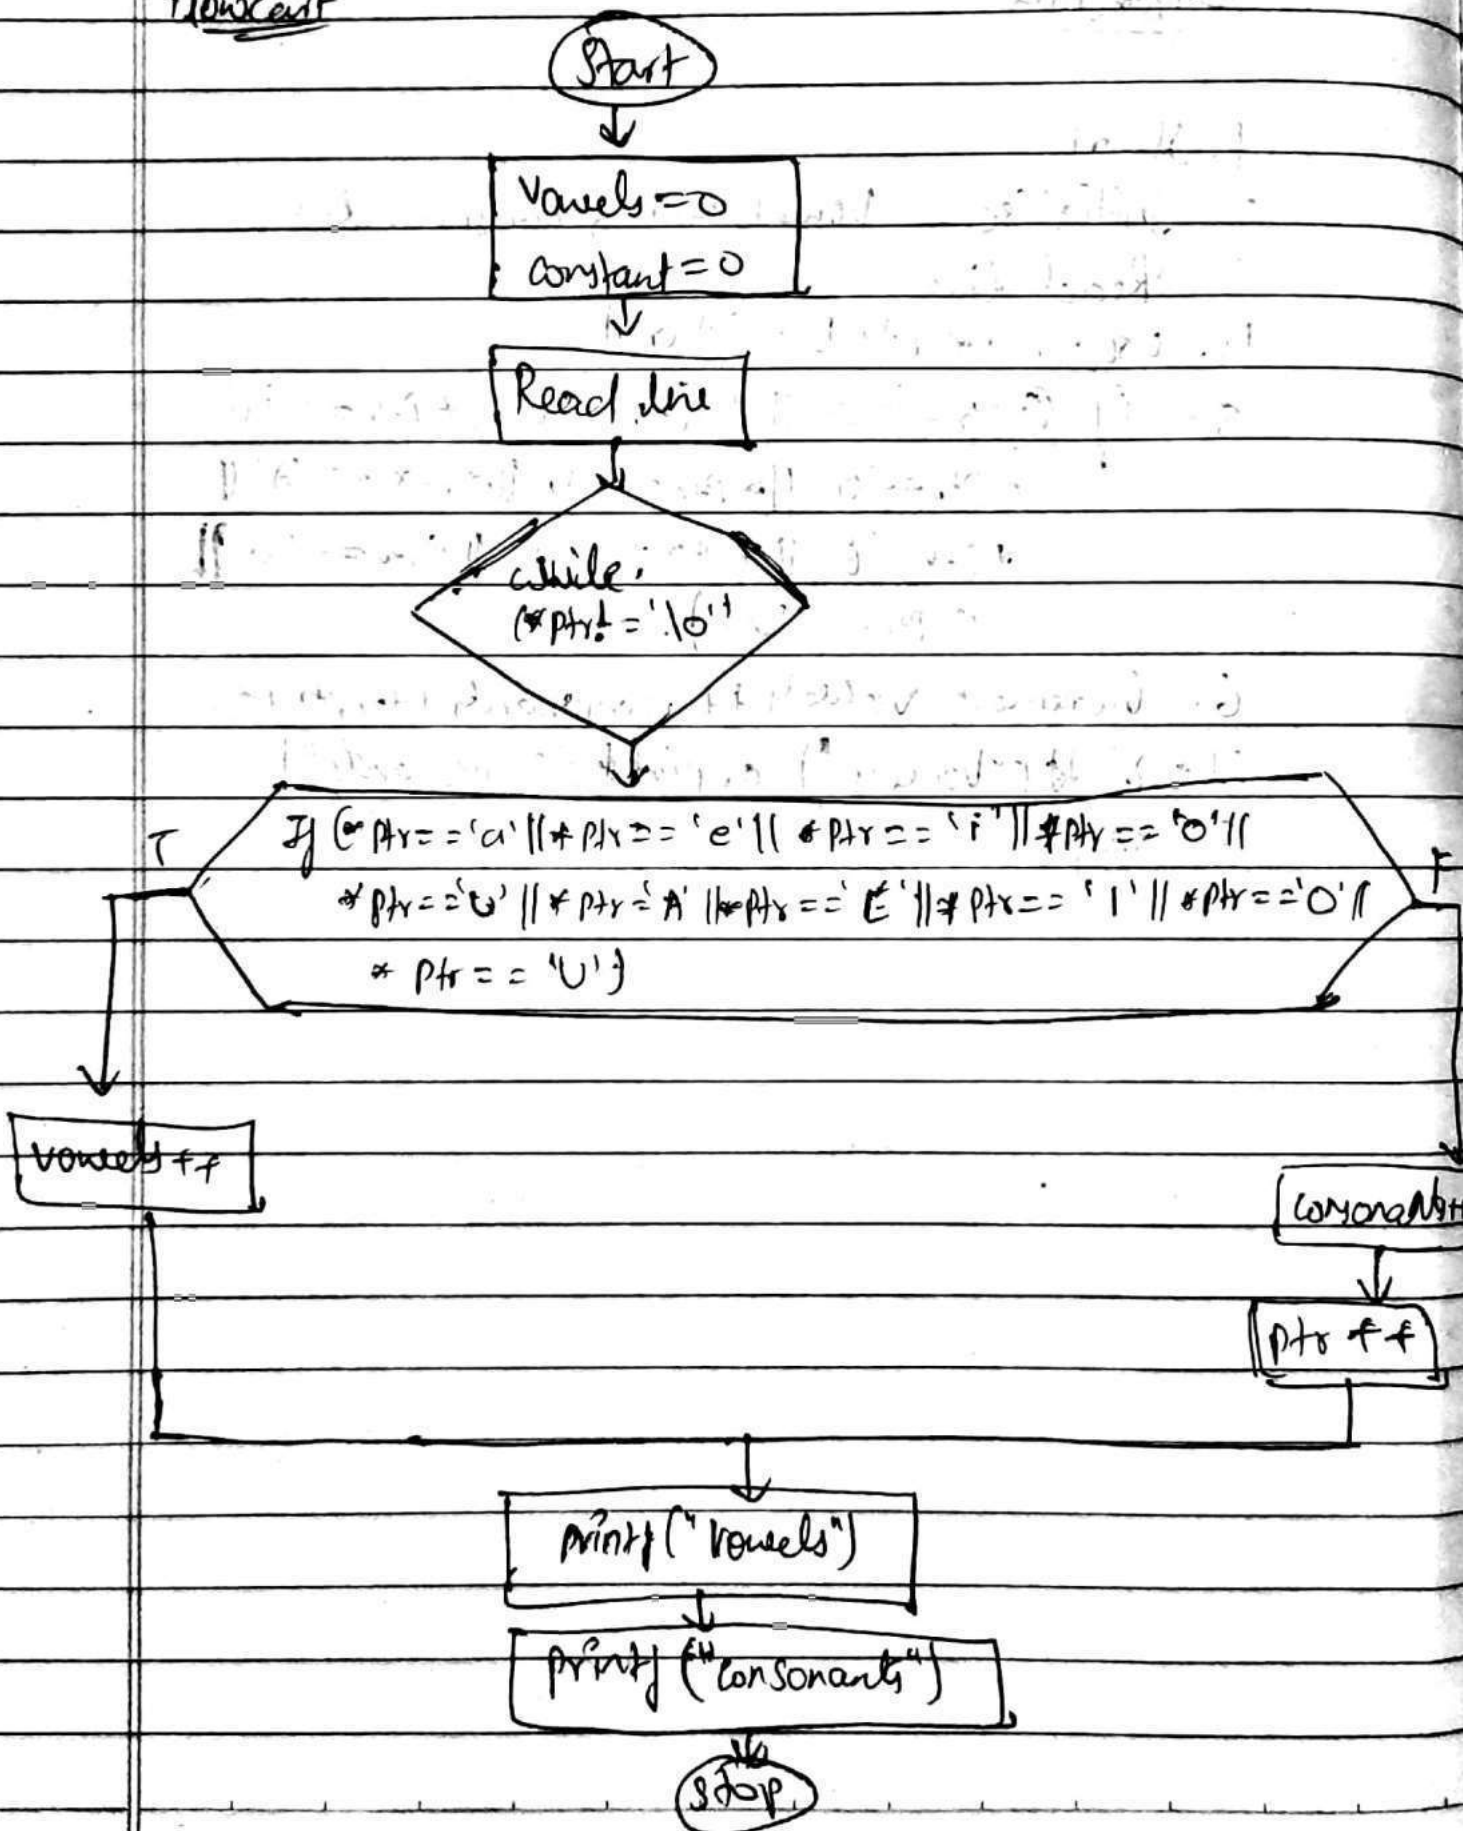 Flowcart
Start
Vowels=0
constant=0
Read line
while.
(*ptr!='\0''
T
F
If (*ptr=='a'||*ptr=='e'|| *ptr=='i'||*ptr=='o'||
*ptr=='u'||*ptr='A'||*ptr=='E'||*ptr=='I'||*ptr=='O'||
*ptr=='U')
vowels++
consonants++
ptr++
printf("vowels")
printf("consonants")
stop